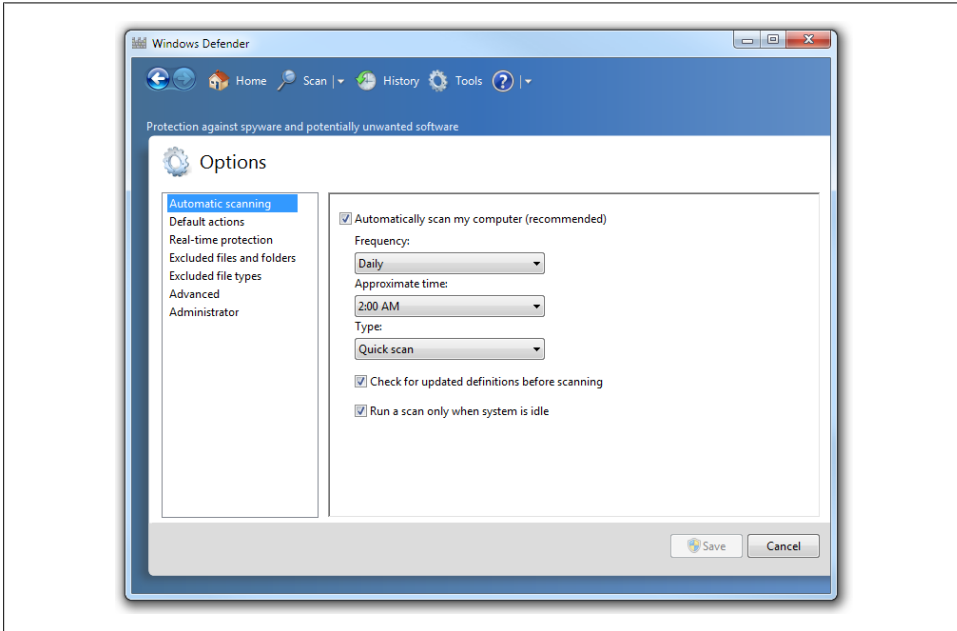 Windows Defender
Home Scan History Tools ?
Protection against spyware and potentially unwanted software
Options
Automatic scanning
Default actions
Real-time protection
Excluded files and folders
Excluded file types
Advanced
Administrator
Automatically scan my computer (recommended)
Frequency:
Daily
Approximate time:
2:00 AM
Type:
Quick scan
Check for updated definitions before scanning
Run a scan only when system is idle
Save Cancel